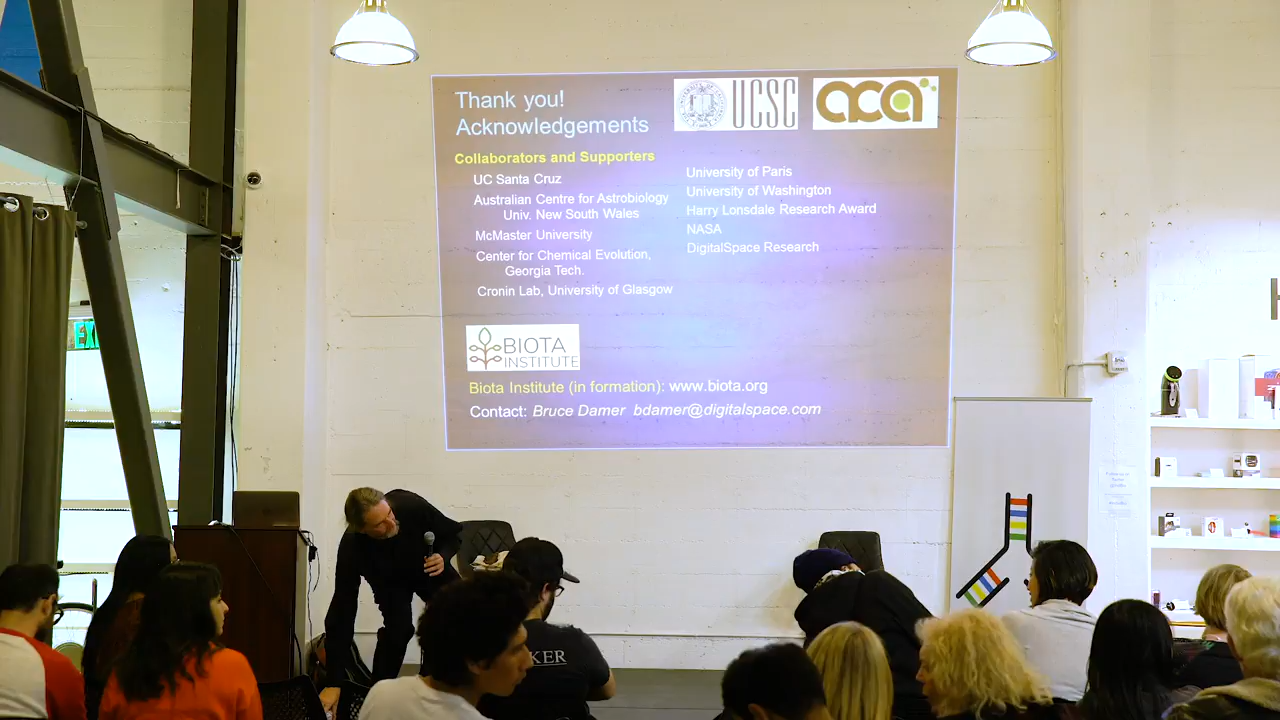 Thank you!
Acknowledgements
UCSC
aca
Collaborators and Supporters
UC Santa Cruz
Australian Centre for Astrobiology
Univ. New South Wales
McMaster University
Center for Chemical Evolution,
Georgia Tech.
Cronin Lab, University of Glasgow
University of Paris
University of Washington
Harry Lonsdale Research Award
NASA
DigitalSpace Research
BIOTA
INSTITUTE
Biota Institute (in formation): www.biota.org
Contact: Bruce Damer bdamer@digitalspace.com
KER